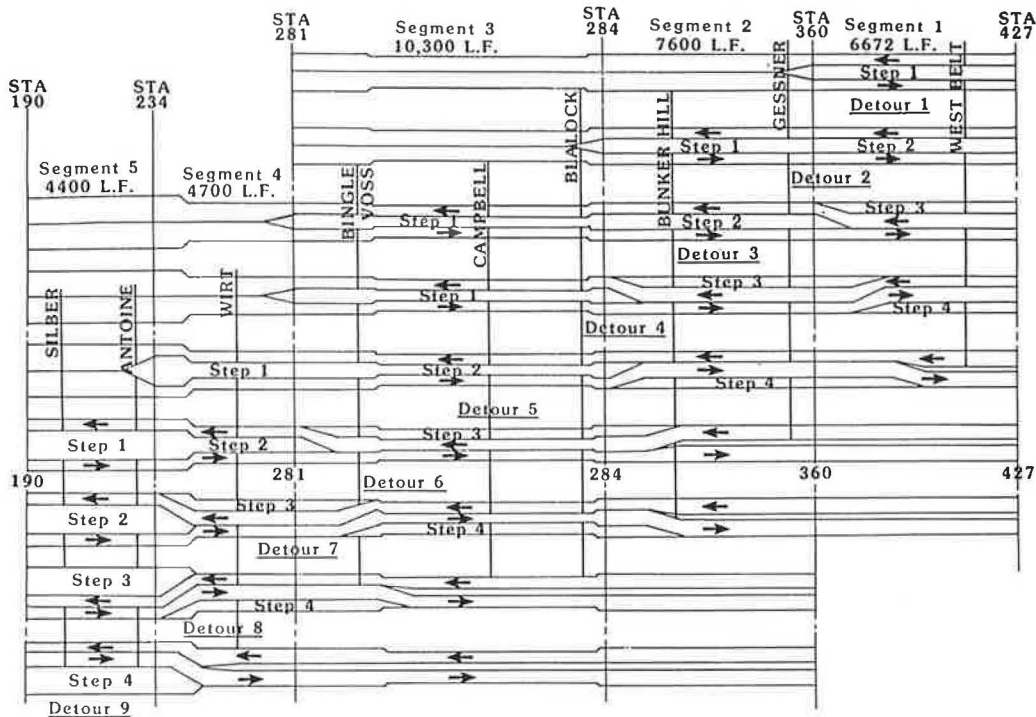 STA 281
Segment 3
10,300 L.F.
STA 284
Segment 2
7600 L.F.
STA 360
Segment 1
6672 L.F.
STA 427
GESSNER
WEST BELT
Step 1
Detour 1
STA 190
STA 234
BLALOCK
BUNKER HILL
Step 1
Step 2
Detour 2
Segment 5
4400 L.F.
Segment 4
4700 L.F.
BINGLE
VOSS
CAMPBELL
Step 1
Step 2
Step 3
Detour 3
SILBER
ANTOINE
WIRT
Step 1
Step 3
Step 4
Detour 4
Step 1
Step 2
Step 4
Detour 5
Step 1
Step 2
Step 3
190
281
284
360
427
Detour 6
Step 2
Step 3
Step 4
Detour 7
Step 3
Step 4
Detour 8
Step 4
Detour 9